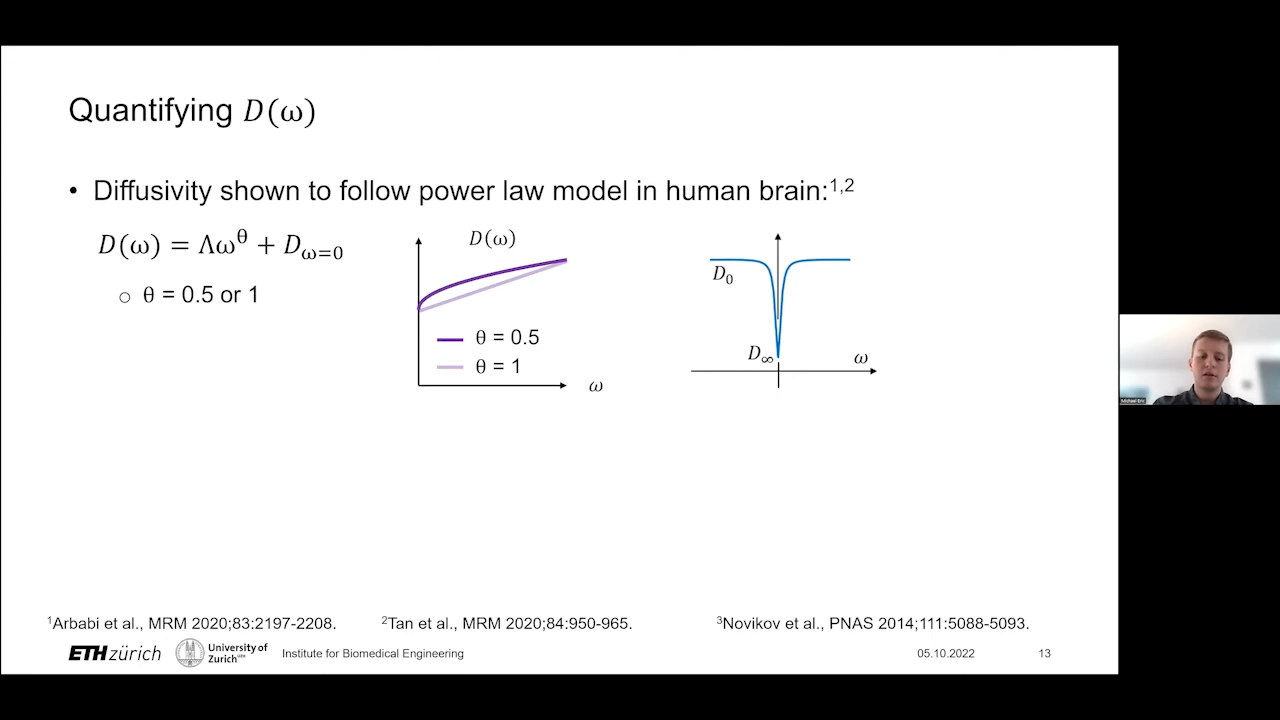 Quantifying D(ω)
• Diffusivity shown to follow power law model in human brain:1,2
D(ω) = Λω^θ + D_ω=0
○ θ = 0.5 or 1
D(ω)
θ = 0.5
θ = 1
ω
D0
D∞
ω
1Arbabi et al., MRM 2020;83:2197-2208.
2Tan et al., MRM 2020;84:950-965.
3Novikov et al., PNAS 2014;111:5088-5093.
ETH zürich
University of
Zurich UZH
Institute for Biomedical Engineering
05.10.2022
13
Michael Eric